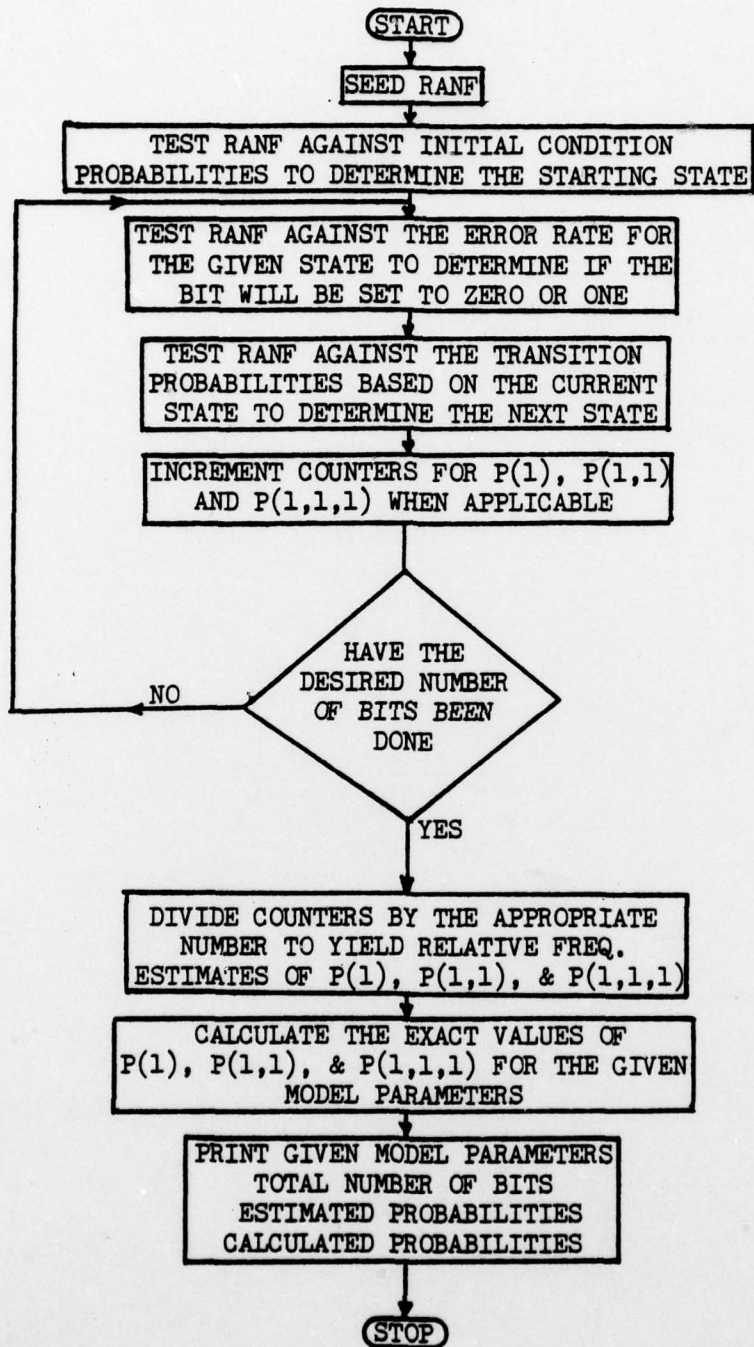 START
SEED RANF
TEST RANF AGAINST INITIAL CONDITION
PROBABILITIES TO DETERMINE THE STARTING STATE
TEST RANF AGAINST THE ERROR RATE FOR
THE GIVEN STATE TO DETERMINE IF THE
BIT WILL BE SET TO ZERO OR ONE
TEST RANF AGAINST THE TRANSITION
PROBABILITIES BASED ON THE CURRENT
STATE TO DETERMINE THE NEXT STATE
INCREMENT COUNTERS FOR P(1), P(1,1)
AND P(1,1,1) WHEN APPLICABLE
HAVE THE
DESIRED NUMBER
OF BITS BEEN
DONE
NO
YES
DIVIDE COUNTERS BY THE APPROPRIATE
NUMBER TO YIELD RELATIVE FREQ.
ESTIMATES OF P(1), P(1,1), & P(1,1,1)
CALCULATE THE EXACT VALUES OF
P(1), P(1,1), & P(1,1,1) FOR THE GIVEN
MODEL PARAMETERS
PRINT GIVEN MODEL PARAMETERS
TOTAL NUMBER OF BITS
ESTIMATED PROBABILITIES
CALCULATED PROBABILITIES
STOP